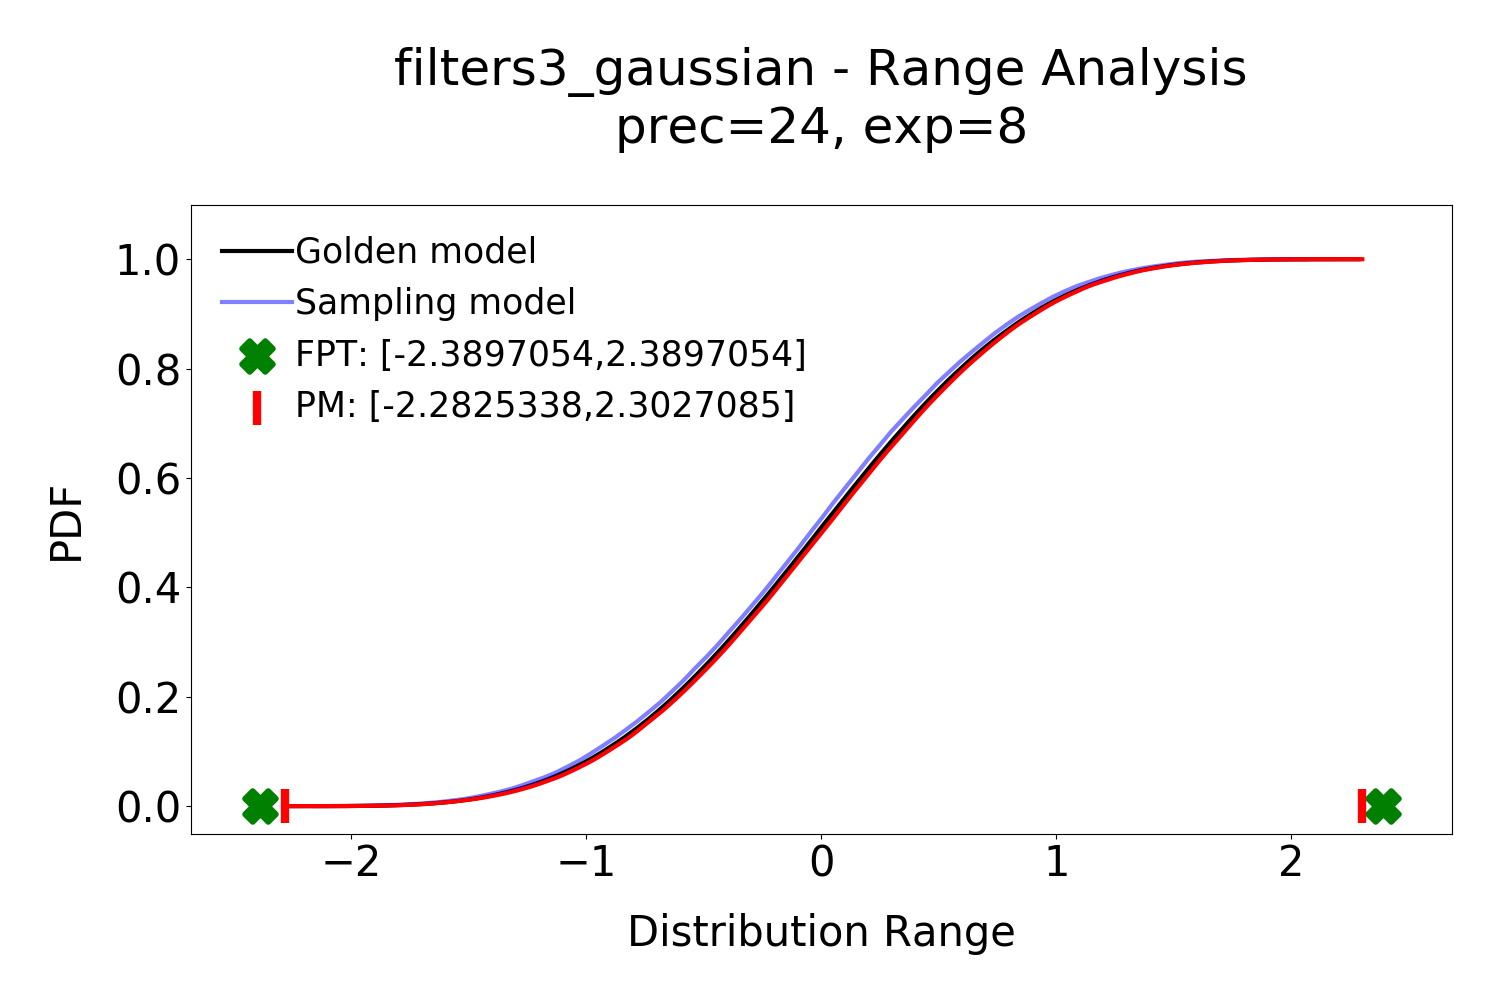 filters3_gaussian - Range Analysis
prec=24, exp=8
Golden model
Sampling model
FPT: [-2.3897054,2.3897054]
PM: [-2.2825338,2.3027085]
1.0
0.8
0.6
0.4
0.2
0.0
PDF
−2
−1
0
1
2
Distribution Range